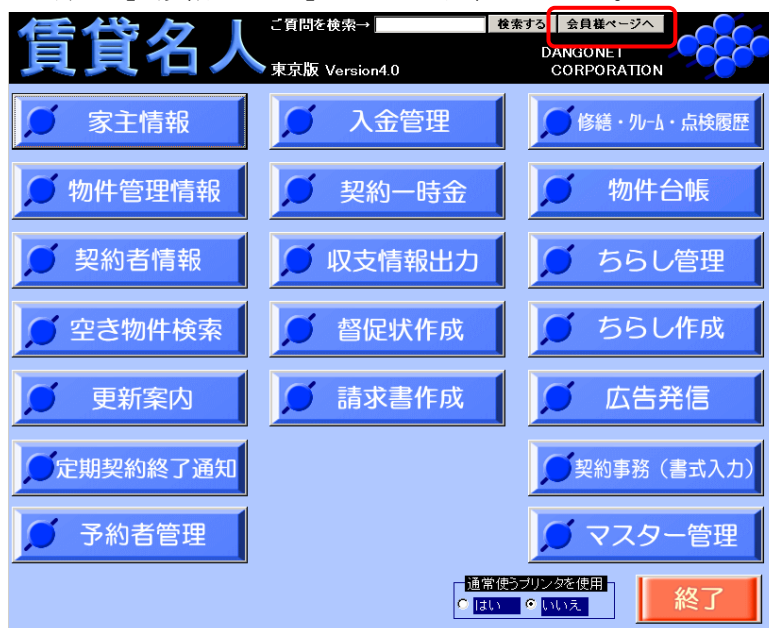 賃貸名人
ご質問を検索→
検索する
会員様ページへ
東京版 Version4.0
DANGONET
CORPORATION
家主情報
入金管理
修繕・クレーム・点検履歴
物件管理情報
契約一時金
物件台帳
契約者情報
収支情報出力
ちらし管理
空き物件検索
督促状作成
ちらし作成
更新案内
請求書作成
広告発信
定期契約終了通知
契約事務（書式入力）
予約者管理
マスター管理
通常使うプリンタを使用
はい
いいえ
終了